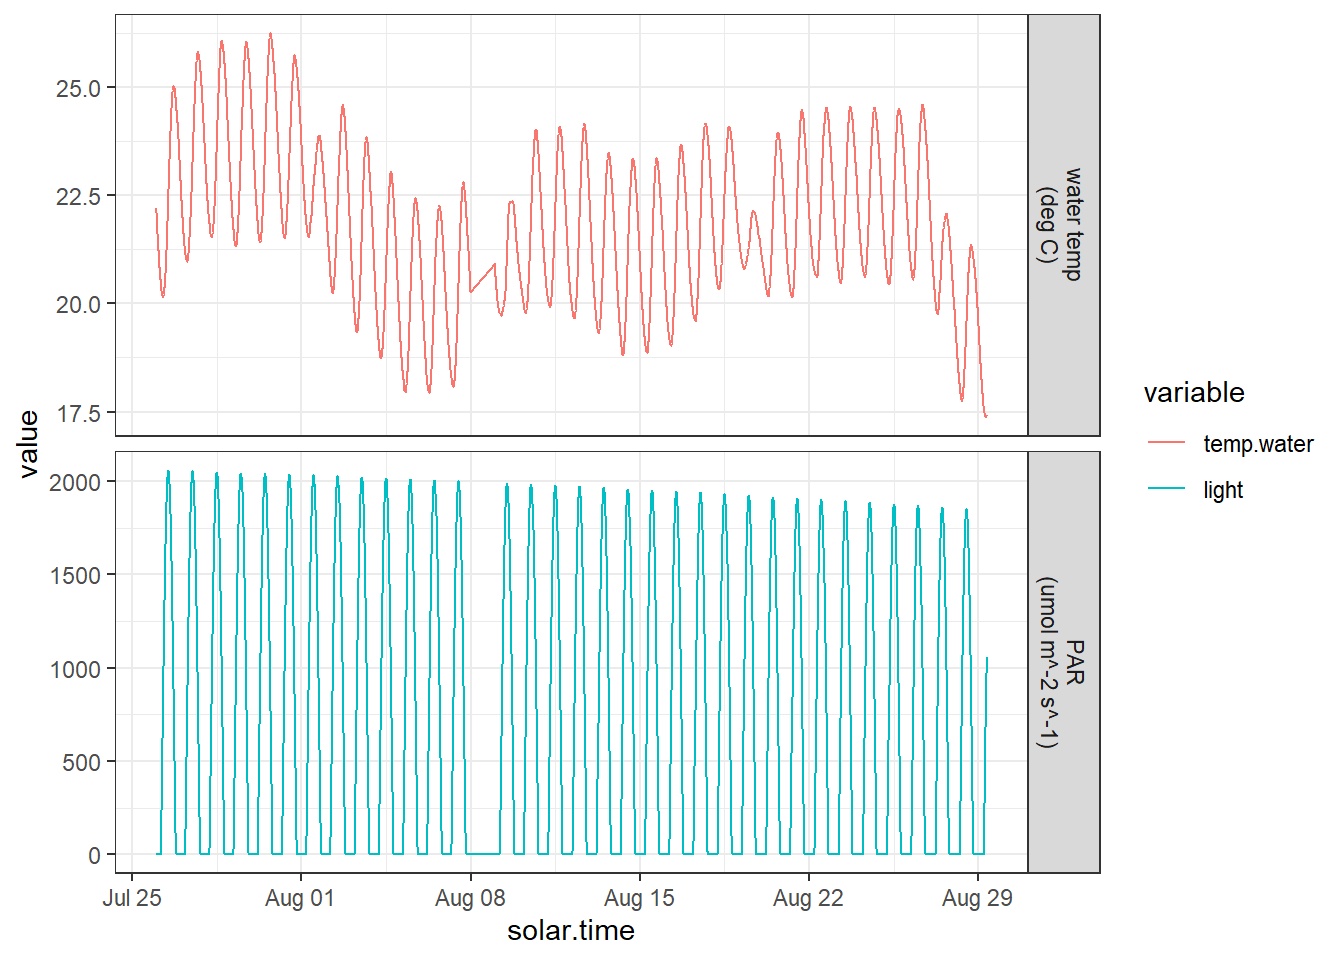 25.0
22.5
20.0
17.5
water temp
(deg C)
value
2000
1500
1000
500
0
PAR
(umol m^-2 s^-1)
Jul 25
Aug 01
Aug 08
Aug 15
Aug 22
Aug 29
solar.time
variable
temp.water
light